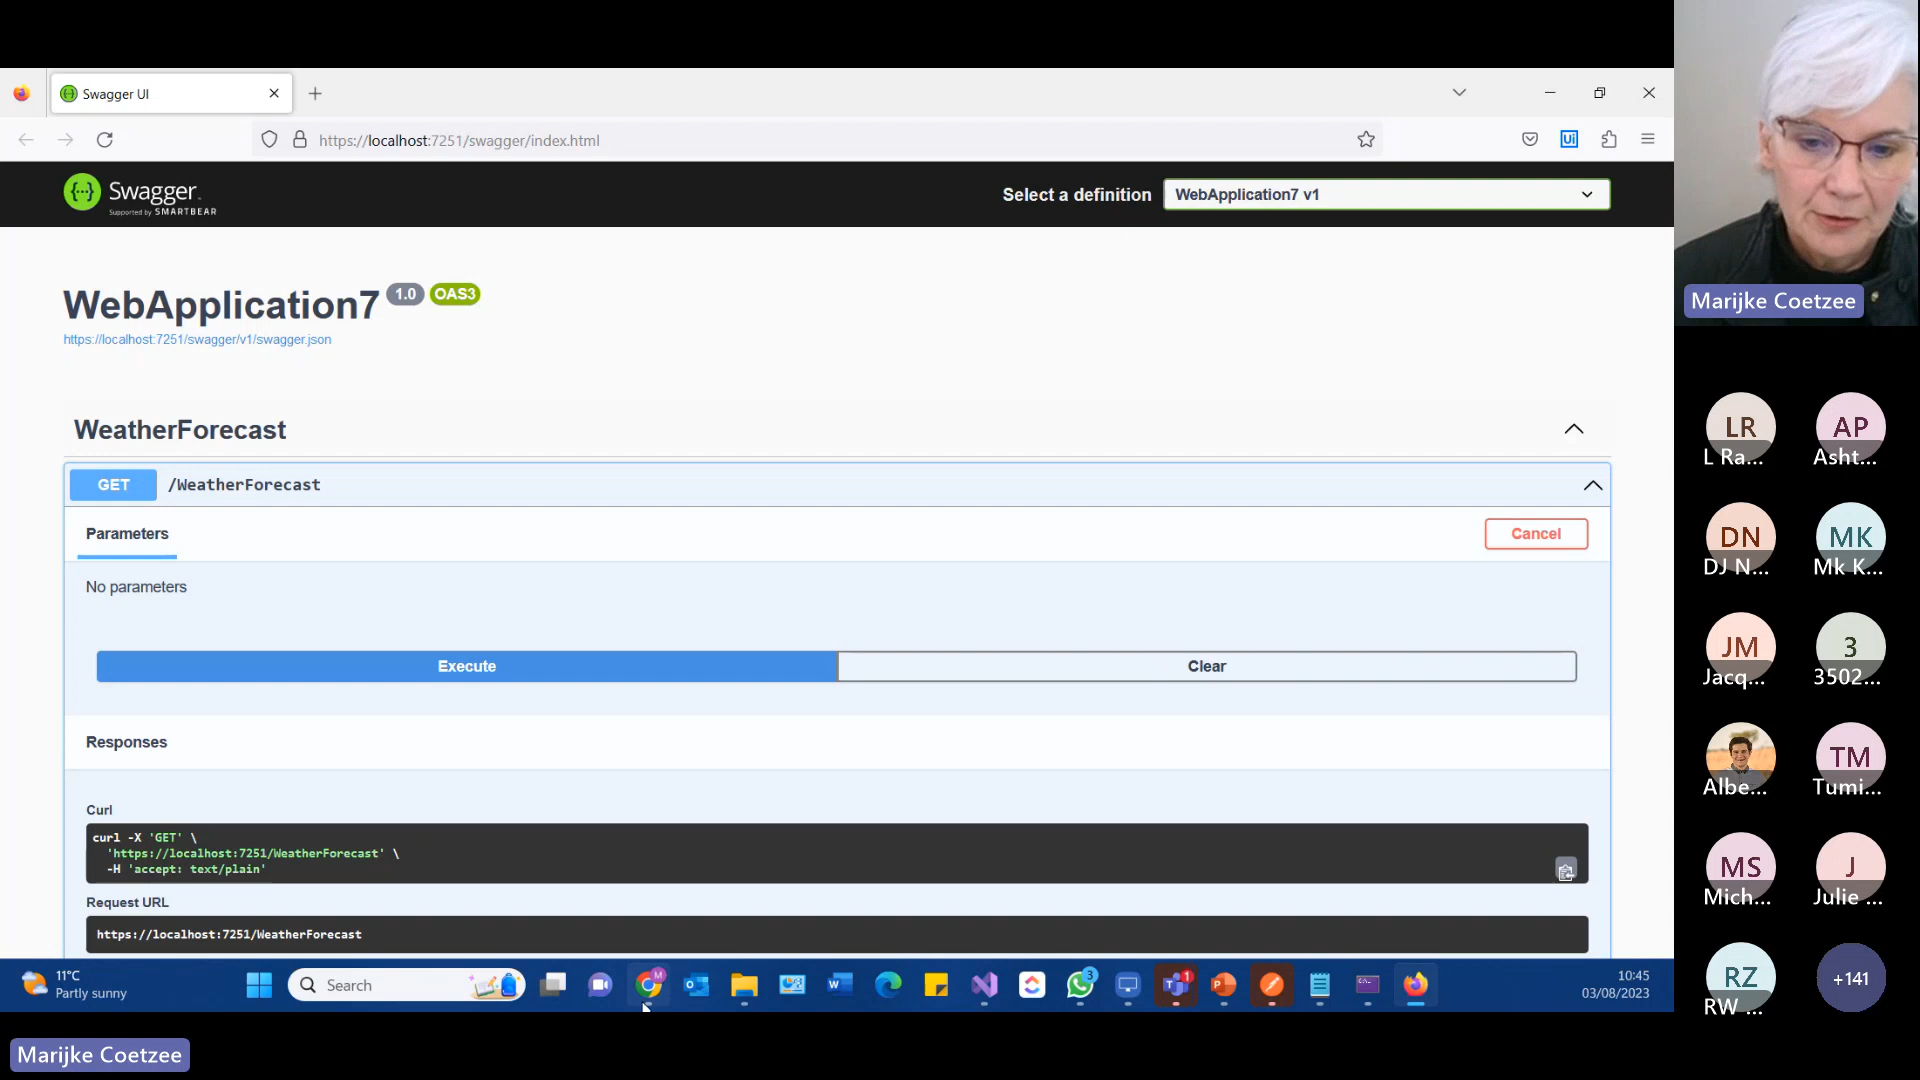 Swagger UI
https://localhost:7251/swagger/index.html
Swagger.
Supported by SMARTBEAR
Select a definition
WebApplication7 v1
WebApplication7 1.0 OAS3
https://localhost:7251/swagger/v1/swagger.json
WeatherForecast
GET /WeatherForecast
Parameters
Cancel
No parameters
Execute
Clear
Responses
Curl
curl -X 'GET' \
'https://localhost:7251/WeatherForecast' \
-H 'accept: text/plain'
Request URL
https://localhost:7251/WeatherForecast
11°C
Partly sunny
Search
3
1
10:45
03/08/2023
Marijke Coetzee
LR
L Ra...
AP
Asht...
DN
DJ N...
MK
Mk K...
JM
Jacq...
3
3502...
Albe...
TM
Tumi...
MS
Mich...
J
Julie ...
RZ
RW ...
+141
Marijke Coetzee